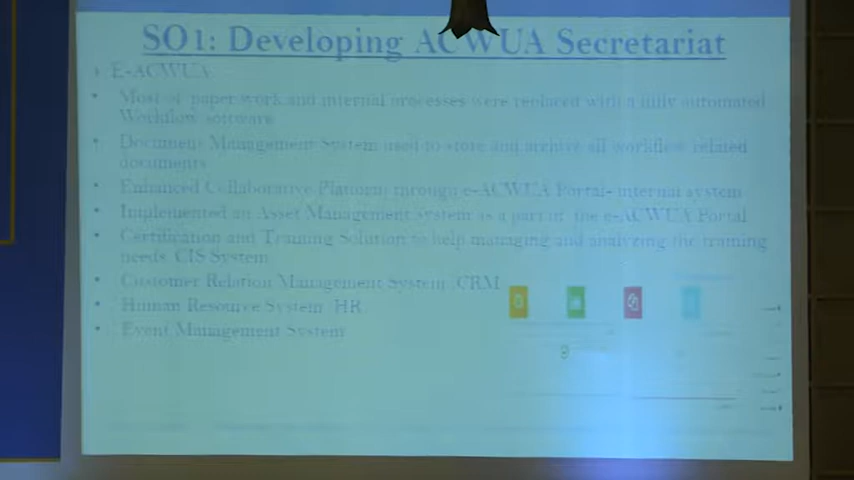 SO1: Developing ACWUA Secretariat
E-ACWUA
Most of paper work and internal processes were replaced with a fully automated
Workflow software
Document Management System used to store and archive all workflow related
documents
Enhanced Collaborative Platform through e-ACWUA Portal- internal system
Implemented an Asset Management system as a part of the e-ACWUA Portal
Certification and Training Solution to help managing and analyzing the training
needs CIS System
Customer Relation Management System CRM
Human Resource System HR
Event Management System